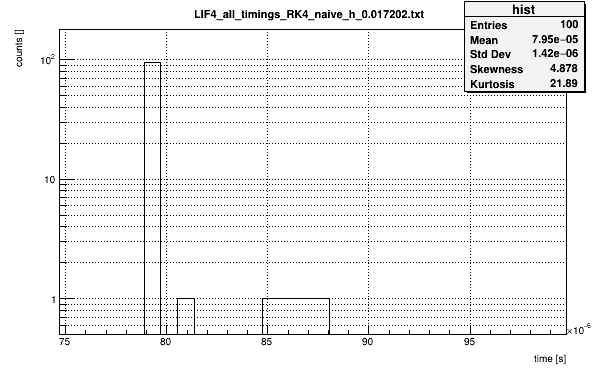 LIF4_all_timings_RK4_naive_h_0.017202.txt
hist
Entries 100
Mean 7.95e−05
Std Dev 1.42e−06
Skewness 4.878
Kurtosis 21.89
counts []
10²
10
1
75 80 85 90 95
×10⁻⁶
time [s]